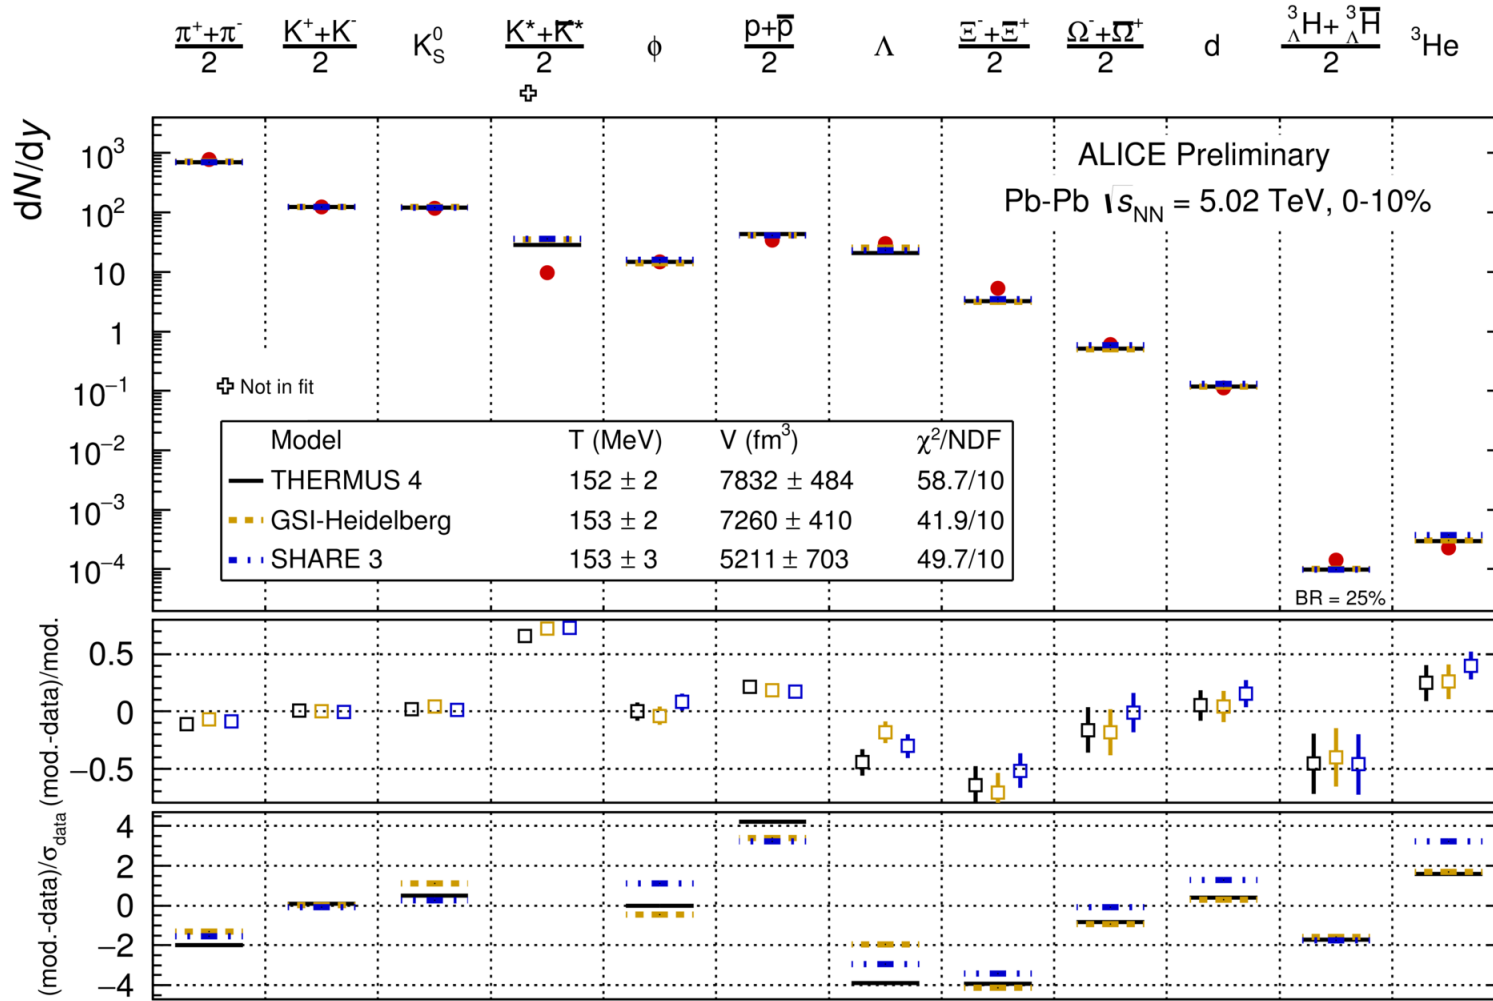 π⁺+π⁻ K⁺+K⁻ K*+K̅* p+p̅ Ξ⁻+Ξ̅⁺ Ω⁻+Ω̅⁺ ³ΛH+ ³ΛH̅
2 2 K⁰S 2 ϕ 2 Λ 2 2 d 2 ³He
dN/dy
10³
10²
10
1
10⁻¹
10⁻²
10⁻³
10⁻⁴
ALICE Preliminary
Pb-Pb √sNN = 5.02 TeV, 0-10%
Not in fit
Model T (MeV) V (fm³) χ²/NDF
THERMUS 4 152 ± 2 7832 ± 484 58.7/10
GSI-Heidelberg 153 ± 2 7260 ± 410 41.9/10
SHARE 3 153 ± 3 5211 ± 703 49.7/10
BR = 25%
(mod.-data)/mod.
0.5
0
−0.5
(mod.-data)/σdata
4
2
0
−2
−4